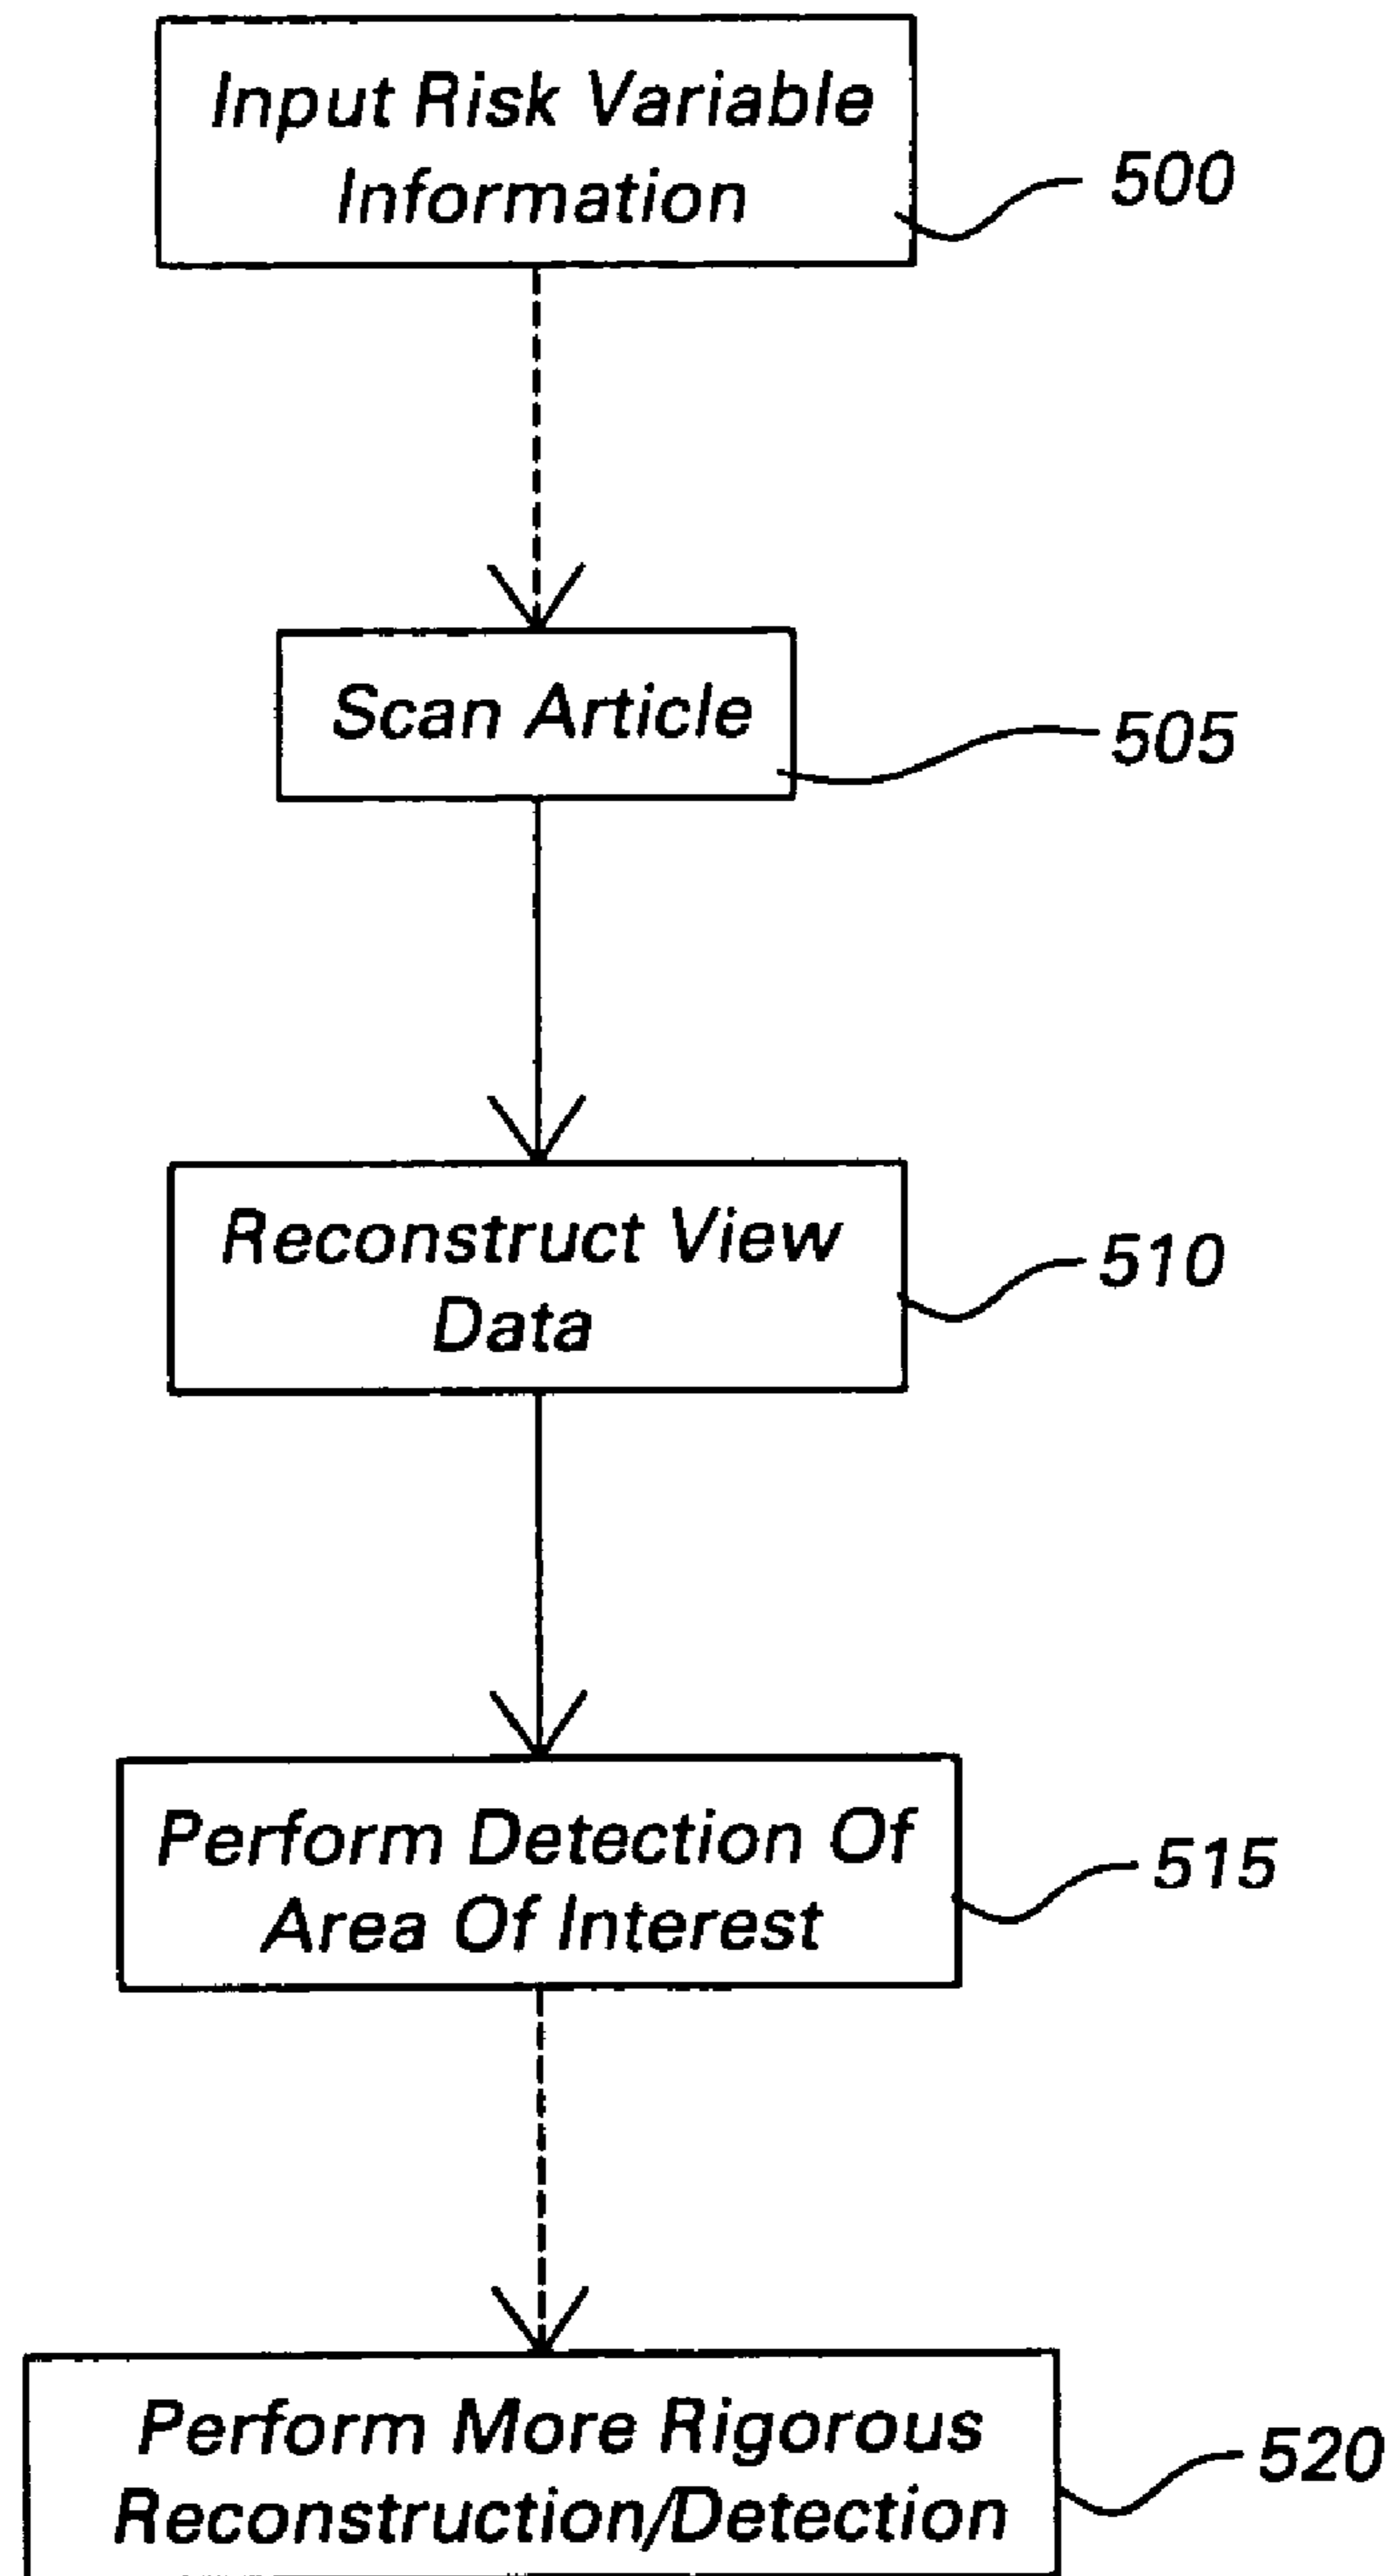 Input Risk Variable
Information
500
Scan Article
505
Reconstruct View
Data
510
Perform Detection Of
Area Of Interest
515
Perform More Rigorous
Reconstruction/Detection
520